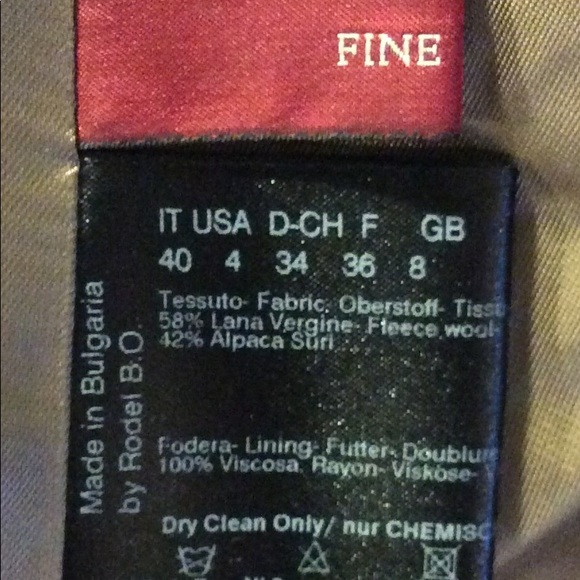 FINE
IT USA D-CH F GB
40 4 34 36 8
Tessuto- Fabric- Oberstoff-
58% Lana Vergine- Fleece wool-
42% Alpaca Suri
Fodera- Lining- Futter- Doublure
100% Viscosa, Rayon- Viskose-
Dry Clean Only/ nur CHEMISC
Made in Bulgaria
by Rodel B.O.